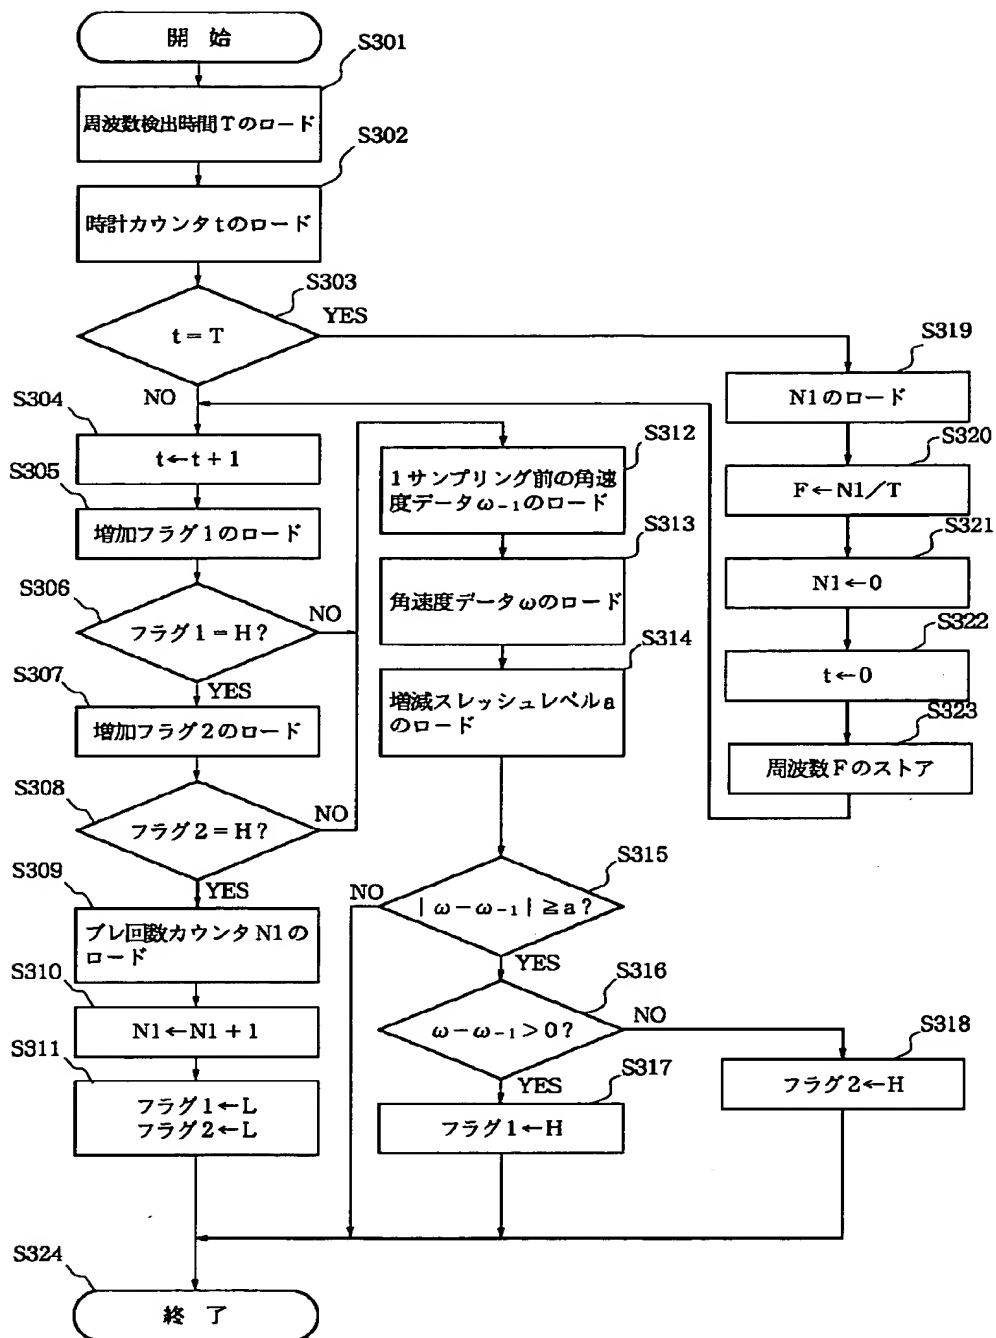 開 始
S301
周波数検出時間Tのロード
S302
時計カウンタtのロード
S303
t=T
YES
NO
S304
t←t+1
S305
増加フラグ1のロード
S306
フラグ1=H?
NO
YES
S307
増加フラグ2のロード
S308
フラグ2=H?
NO
YES
S309
ブレ回数カウンタN1の
ロード
S310
N1←N1+1
S311
フラグ1←L
フラグ2←L
S312
1サンプリング前の角速
度データω-1のロード
S313
角速度データωのロード
S314
増減スレッシュレベルa
のロード
S315
|ω-ω-1|≧a?
NO
YES
S316
ω-ω-1>0?
NO
YES
S317
フラグ1←H
S318
フラグ2←H
S319
N1のロード
S320
F←N1/T
S321
N1←0
S322
t←0
S323
周波数Fのストア
S324
終 了